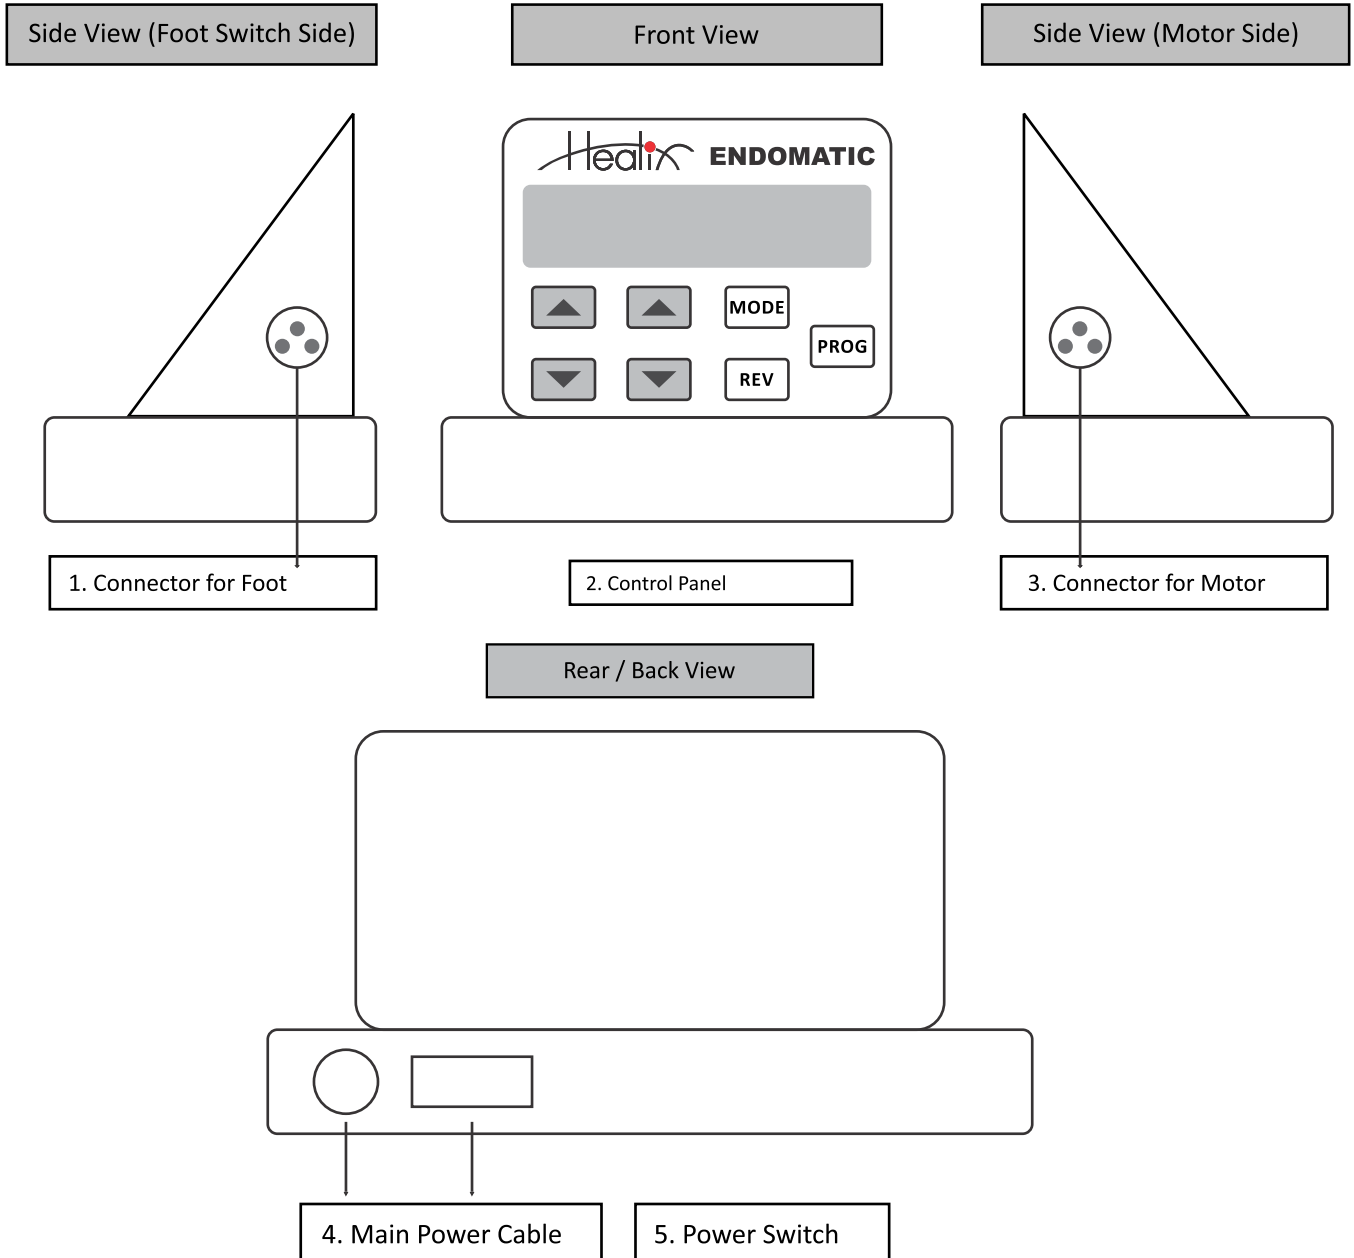 Side View (Foot Switch Side)
Front View
Side View (Motor Side)
Healix ENDOMATIC
MODE
PROG
REV
1. Connector for Foot
2. Control Panel
3. Connector for Motor
Rear / Back View
4. Main Power Cable
5. Power Switch